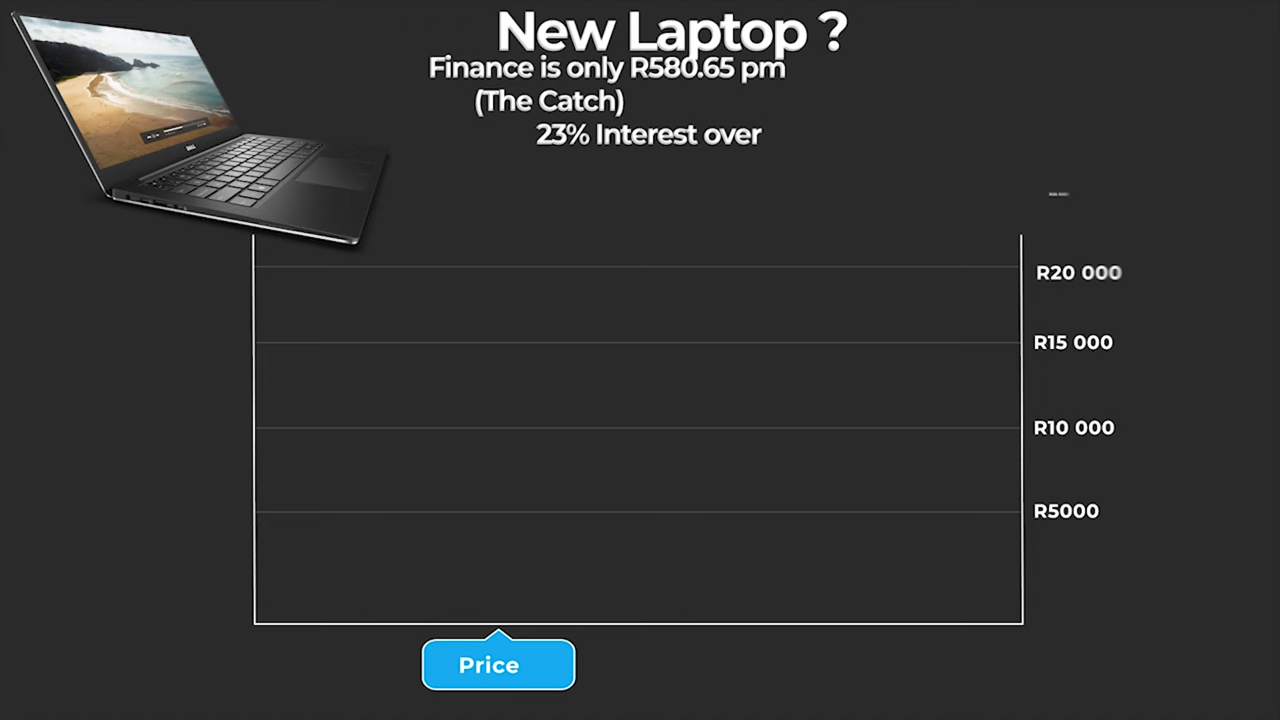 New Laptop ?
Finance is only R580.65 pm
(The Catch)
23% Interest over
DELL
R20 000
R15 000
R10 000
R5000
Price